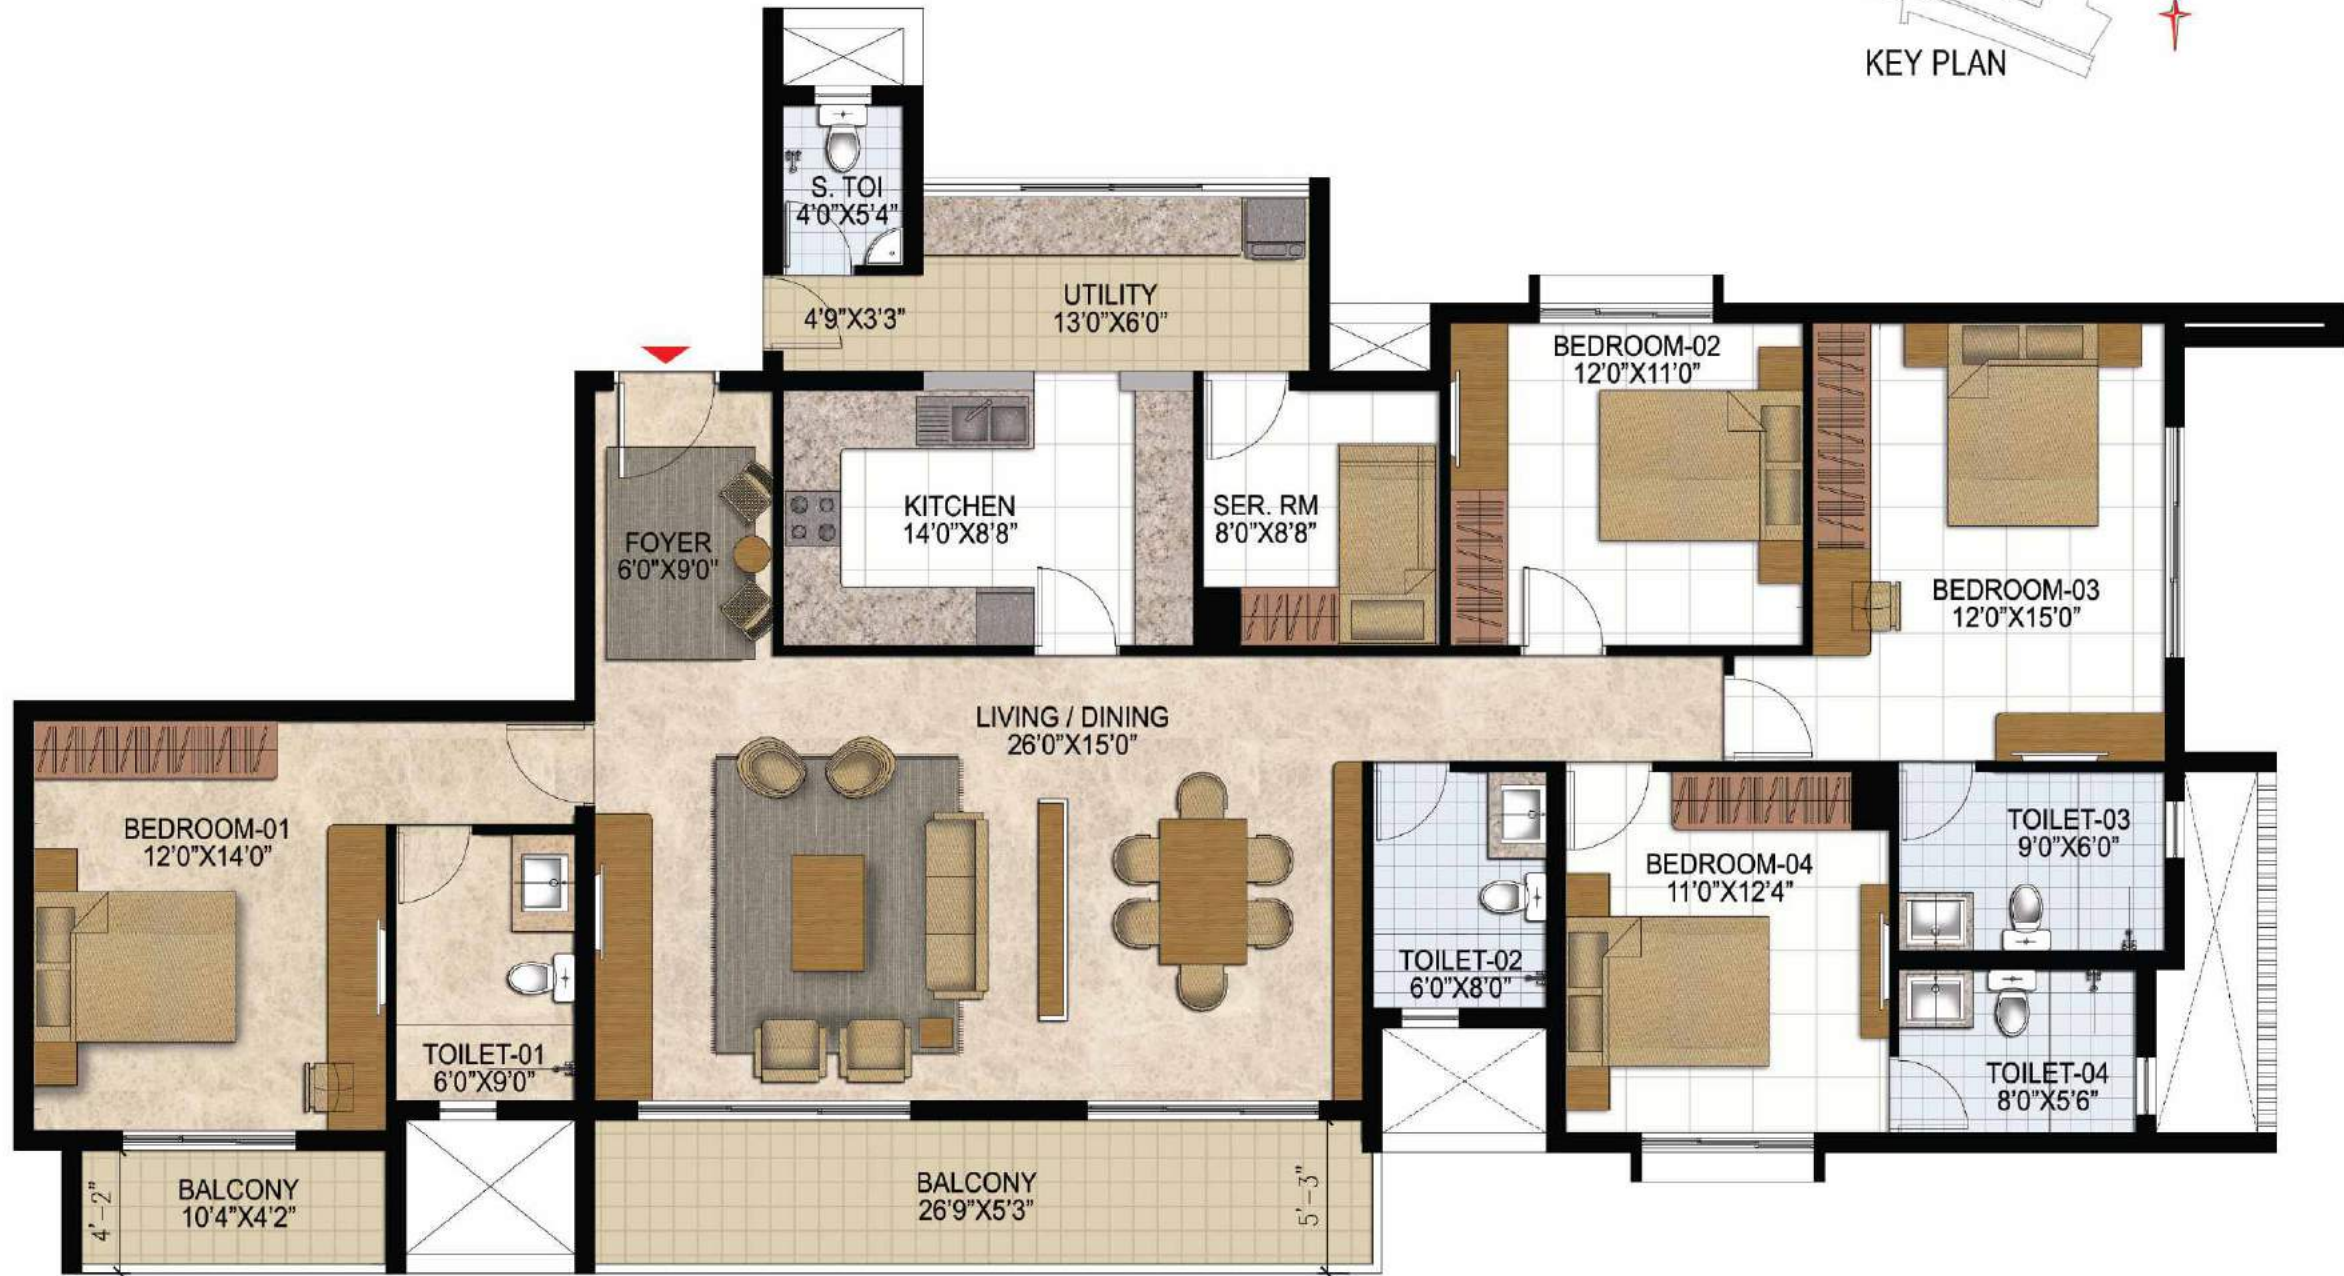 KEY PLAN
S. TOI
4'0"X5'4"
4'9"X3'3"
UTILITY
13'0"X6'0"
BEDROOM-02
12'0"X11'0"
FOYER
6'0"X9'0"
KITCHEN
14'0"X8'8"
SER. RM
8'0"X8'8"
BEDROOM-03
12'0"X15'0"
LIVING / DINING
26'0"X15'0"
BEDROOM-01
12'0"X14'0"
TOILET-01
6'0"X9'0"
TOILET-02
6'0"X8'0"
BEDROOM-04
11'0"X12'4"
TOILET-03
9'0"X6'0"
TOILET-04
8'0"X5'6"
4'-2"
BALCONY
10'4"X4'2"
BALCONY
26'9"X5'3"
5'-3"